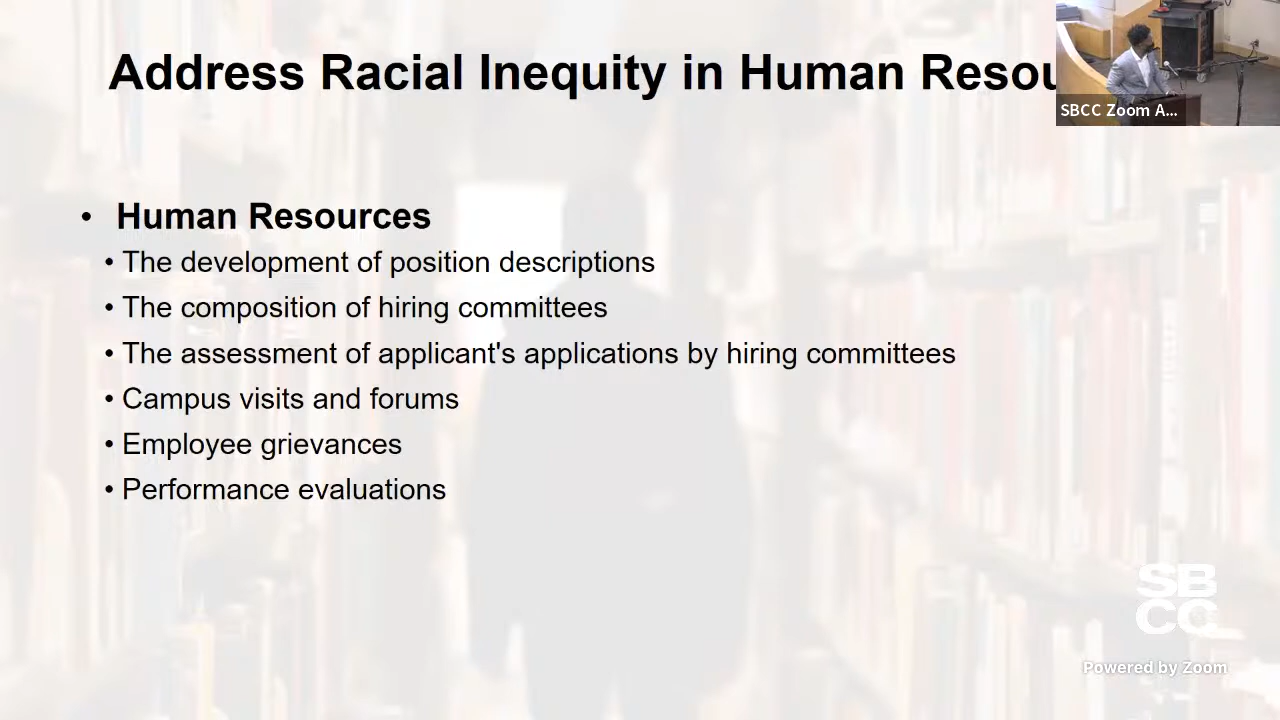 Address Racial Inequity in Human Resou
SBCC Zoom A...
• Human Resources
• The development of position descriptions
• The composition of hiring committees
• The assessment of applicant's applications by hiring committees
• Campus visits and forums
• Employee grievances
• Performance evaluations
SB
CC
Powered by Zoom